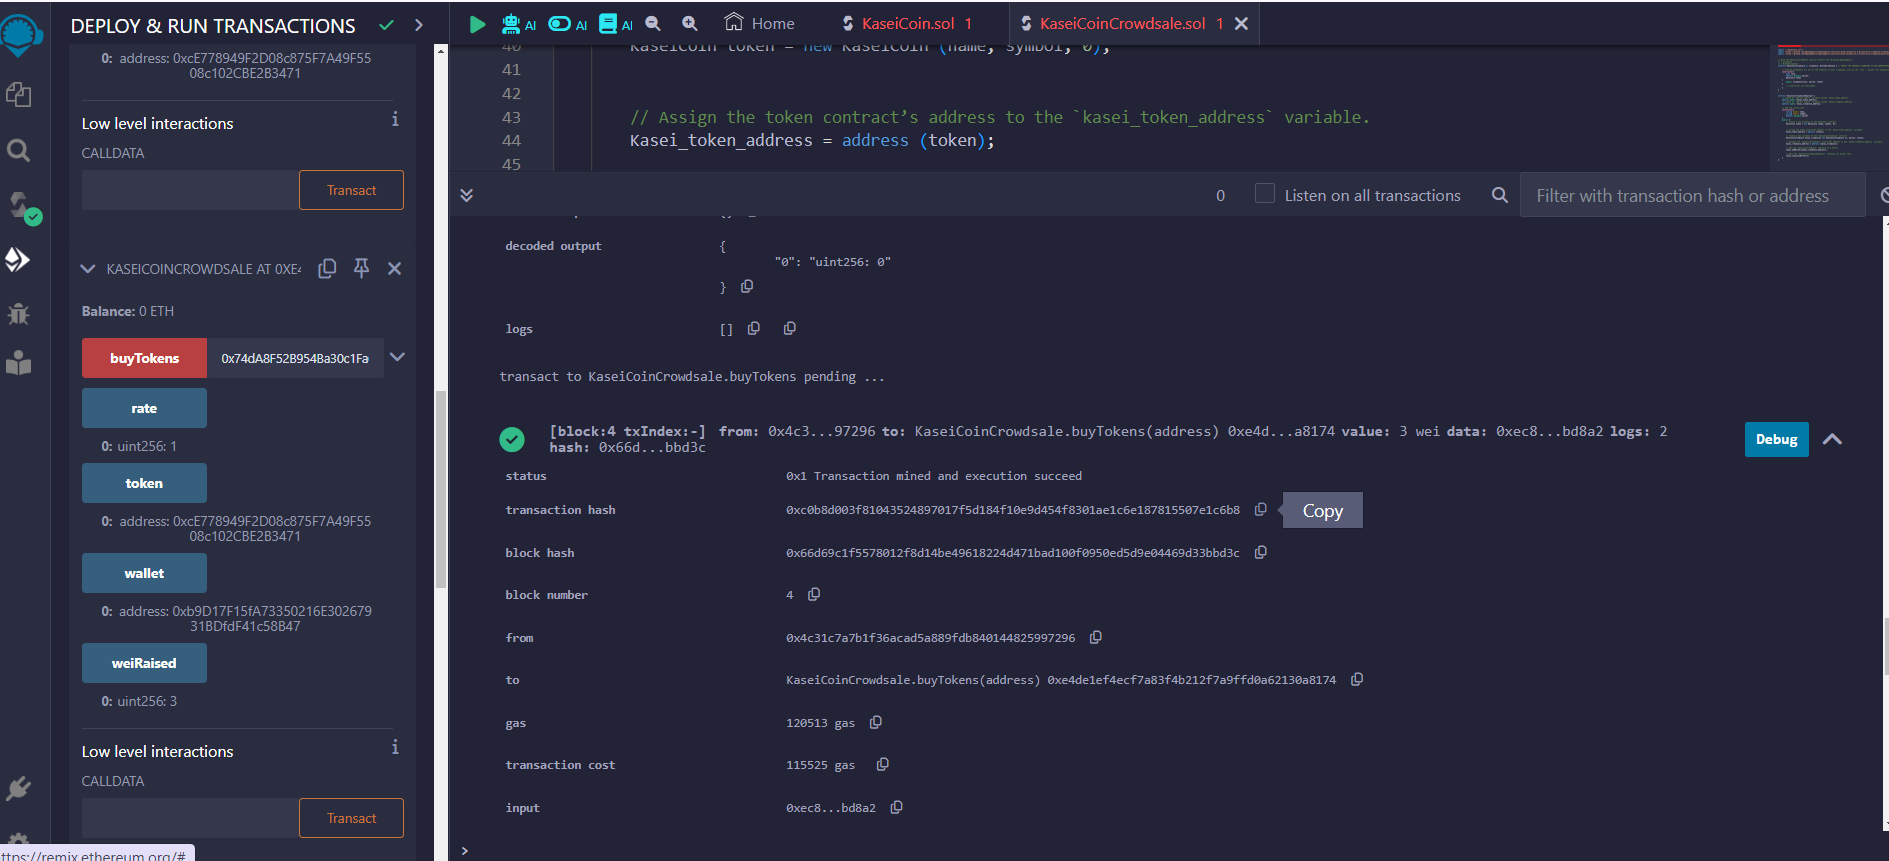 DEPLOY & RUN TRANSACTIONS
0: address: 0xcE778949F2D08c875F7A49F55
08c102CBE2B3471
Low level interactions
i
CALLDATA
Transact
KASEICOINCROWDSALE AT 0XE4
Balance: 0 ETH
buyTokens
0x74dA8F52B954Ba30c1Fa
rate
0: uint256: 1
token
0: address: 0xcE778949F2D08c875F7A49F55
08c102CBE2B3471
wallet
0: address: 0xb9D17F15fA73350216E302679
31BDfdF41c58B47
weiRaised
0: uint256: 3
Low level interactions
i
CALLDATA
Transact
ttps://remix.ethereum.org/#
AI AI AI Home KaseiCoin.sol 1 KaseiCoinCrowdsale.sol 1
40 KaseiCoin token = new KaseiCoin (name, symbol, 0);
41
42
43 // Assign the token contract’s address to the `kasei_token_address` variable.
44 Kasei_token_address = address (token);
45
0 Listen on all transactions Filter with transaction hash or address
decoded output {
"0": "uint256: 0"
}
logs []
transact to KaseiCoinCrowdsale.buyTokens pending ...
[block:4 txIndex:-] from: 0x4c3...97296 to: KaseiCoinCrowdsale.buyTokens(address) 0xe4d...a8174 value: 3 wei data: 0xec8...bd8a2 logs: 2
hash: 0x66d...bbd3c
Debug
status 0x1 Transaction mined and execution succeed
transaction hash 0xc0b8d003f81043524897017f5d184f10e9d454f8301ae1c6e187815507e1c6b8
Copy
block hash 0x66d69c1f5578012f8d14be49618224d471bad100f0950ed5d9e04469d33bbd3c
block number 4
from 0x4c31c7a7b1f36acad5a889fdb840144825997296
to KaseiCoinCrowdsale.buyTokens(address) 0xe4de1ef4ecf7a83f4b212f7a9ffd0a62130a8174
gas 120513 gas
transaction cost 115525 gas
input 0xec8...bd8a2
>